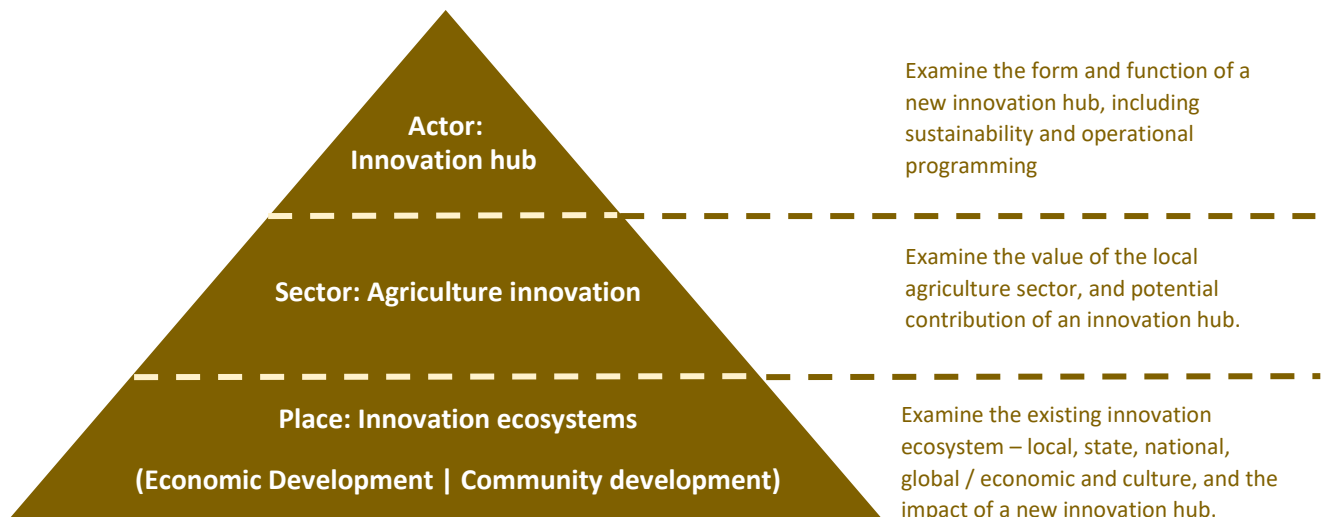 Actor:
Innovation hub
Examine the form and function of a
new innovation hub, including
sustainability and operational
programming
Sector: Agriculture innovation
Examine the value of the local
agriculture sector, and potential
contribution of an innovation hub.
Place: Innovation ecosystems
(Economic Development | Community development)
Examine the existing innovation
ecosystem – local, state, national,
global / economic and culture, and the
impact of a new innovation hub.